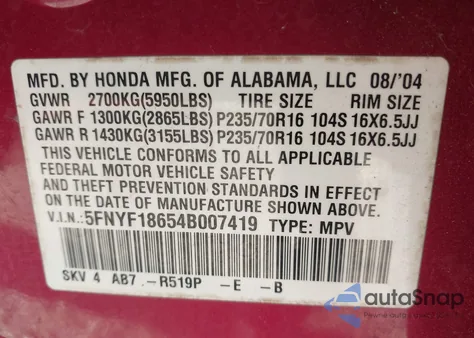 MFD. BY HONDA MFG. OF ALABAMA, LLC 08/'04
GVWR 2700KG(5950LBS) TIRE SIZE RIM SIZE
GAWR F 1300KG(2865LBS) P235/70R16 104S 16X6.5JJ
GAWR R 1430KG(3155LBS) P235/70R16 104S 16X6.5JJ
THIS VEHICLE CONFORMS TO ALL APPLICABLE
FEDERAL MOTOR VEHICLE SAFETY
AND THEFT PREVENTION STANDARDS IN EFFECT
ON THE DATE OF MANUFACTURE SHOWN ABOVE.
V.I.N.: 5FNYF18654B007419 TYPE: MPV
SKV 4 AB7 -R519P -E -B
autoSnap
Pewne auto z